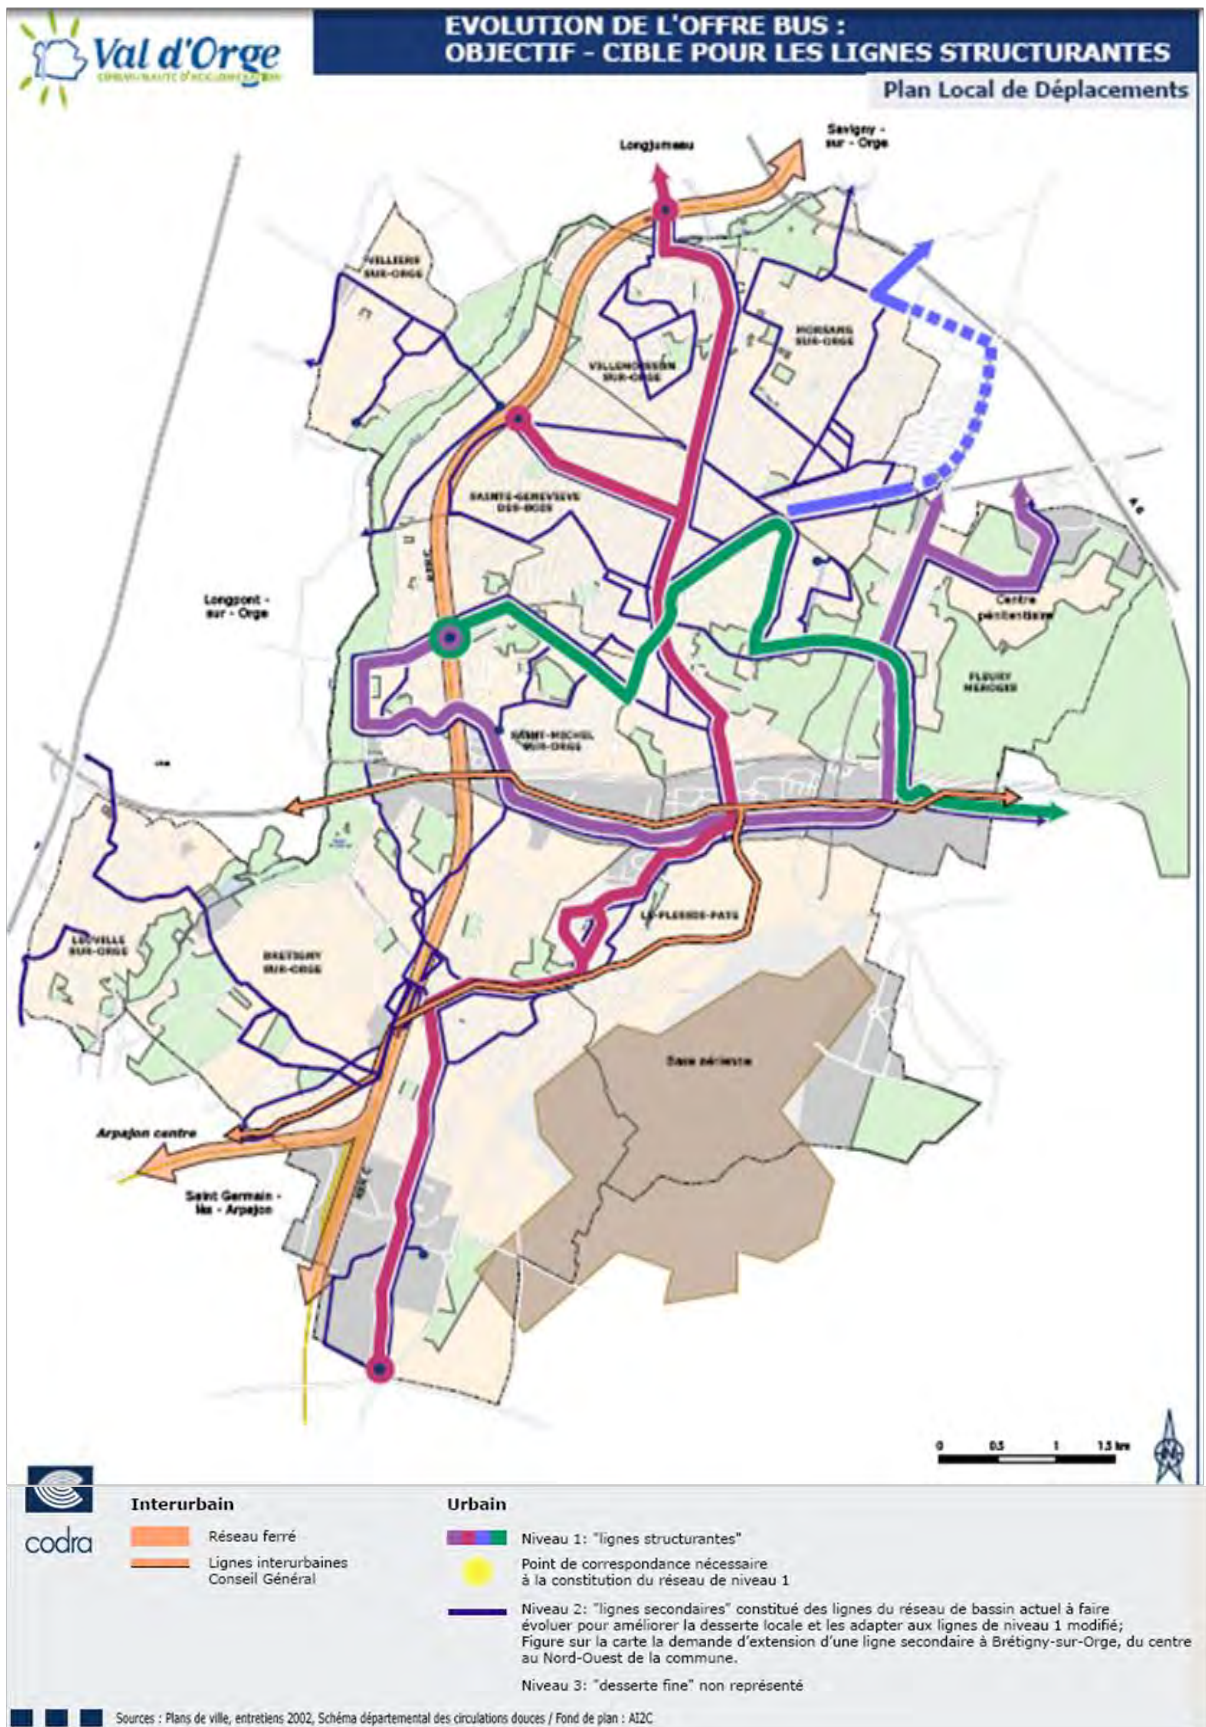 Val d'Orge
COMMUNAUTÉ D'AGGLOMÉRATION
EVOLUTION DE L'OFFRE BUS :
OBJECTIF - CIBLE POUR LES LIGNES STRUCTURANTES
Plan Local de Déplacements
Savigny -
sur - Orge
Longjumeau
VILLIERS
SUR-ORGE
MORSANG
SUR-ORGE
VILLEMOISSON
SUR-ORGE
SAINTE-GENEVIEVE
DES-BOIS
A 6
RER C
Longpont -
sur - Orge
Centre
pénitentiaire
FLEURY
MEROGIS
SAINT-MICHEL
SUR-ORGE
LE-PLESSIS-PATE
LEUVILLE
SUR-ORGE
BRETIGNY
SUR-ORGE
Base aérienne
Arpajon centre
RER C
Saint Germain -
lès - Arpajon
0 0.5 1 1.5 km
N
codra
Interurbain
Réseau ferré
Lignes interurbaines
Conseil Général
Urbain
Niveau 1: "lignes structurantes"
Point de correspondance nécessaire
à la constitution du réseau de niveau 1
Niveau 2: "lignes secondaires" constitué des lignes du réseau de bassin actuel à faire
évoluer pour améliorer la desserte locale et les adapter aux lignes de niveau 1 modifié;
Figure sur la carte la demande d'extension d'une ligne secondaire à Brétigny-sur-Orge, du centre
au Nord-Ouest de la commune.
Niveau 3: "desserte fine" non représenté
Sources : Plans de ville, entretiens 2002, Schéma départemental des circulations douces / Fond de plan : AI2C